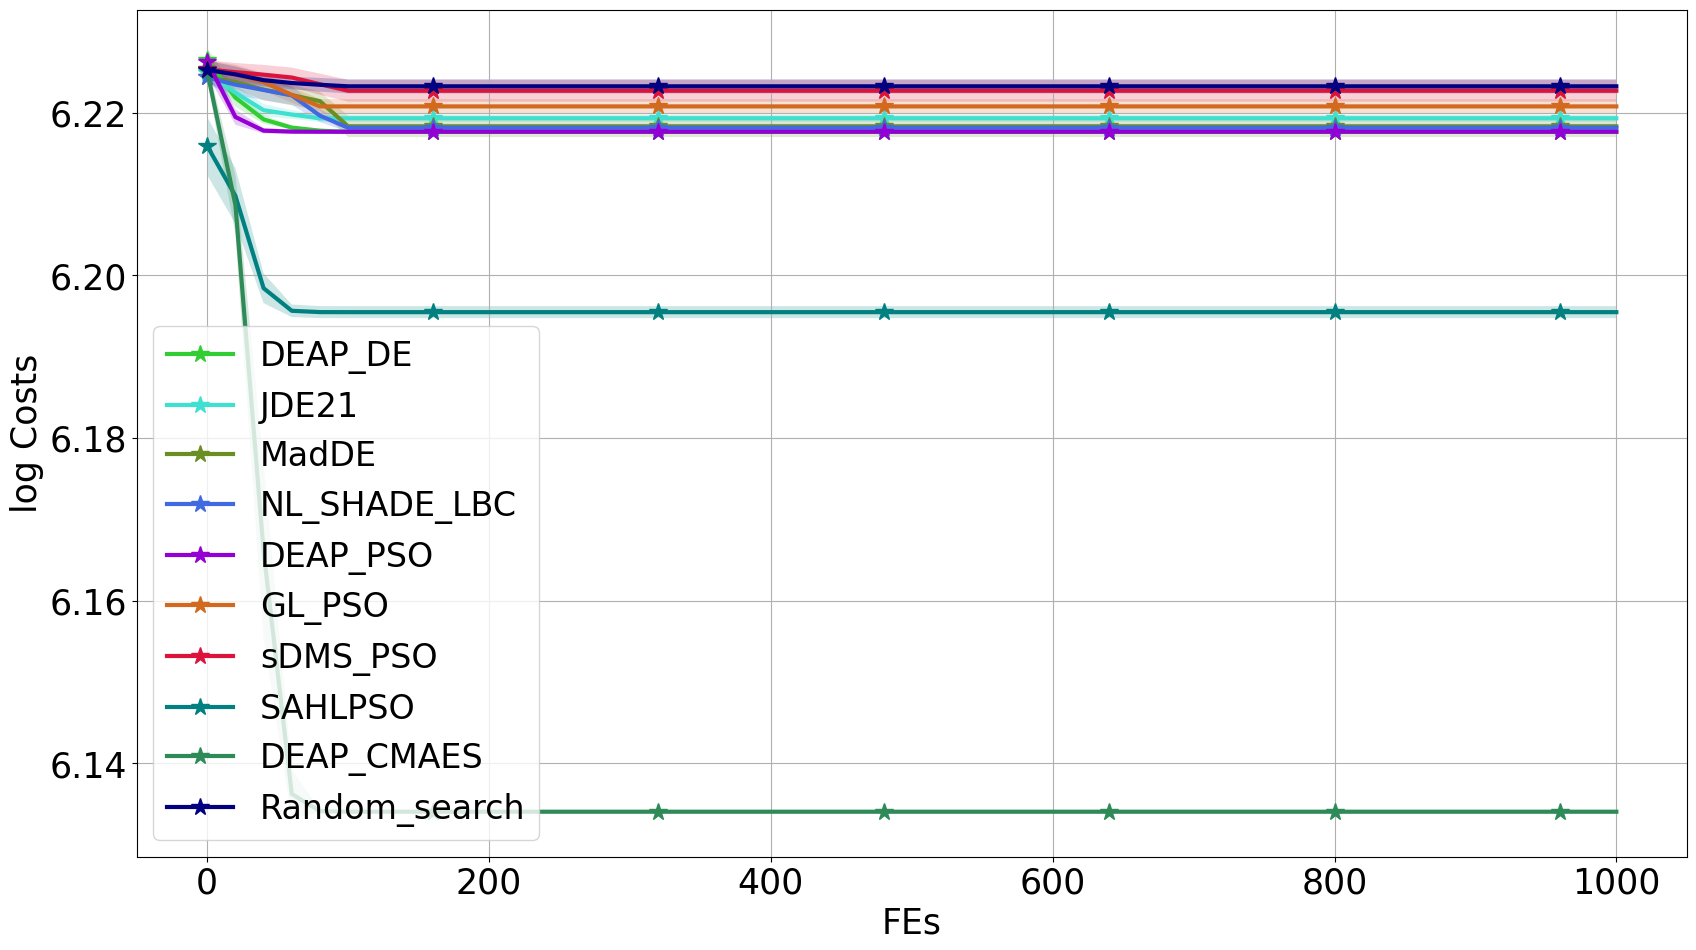 6.22
6.20
6.18
6.16
6.14
log Costs
DEAP_DE
JDE21
MadDE
NL_SHADE_LBC
DEAP_PSO
GL_PSO
sDMS_PSO
SAHLPSO
DEAP_CMAES
Random_search
0 200 400 600 800 1000
FEs